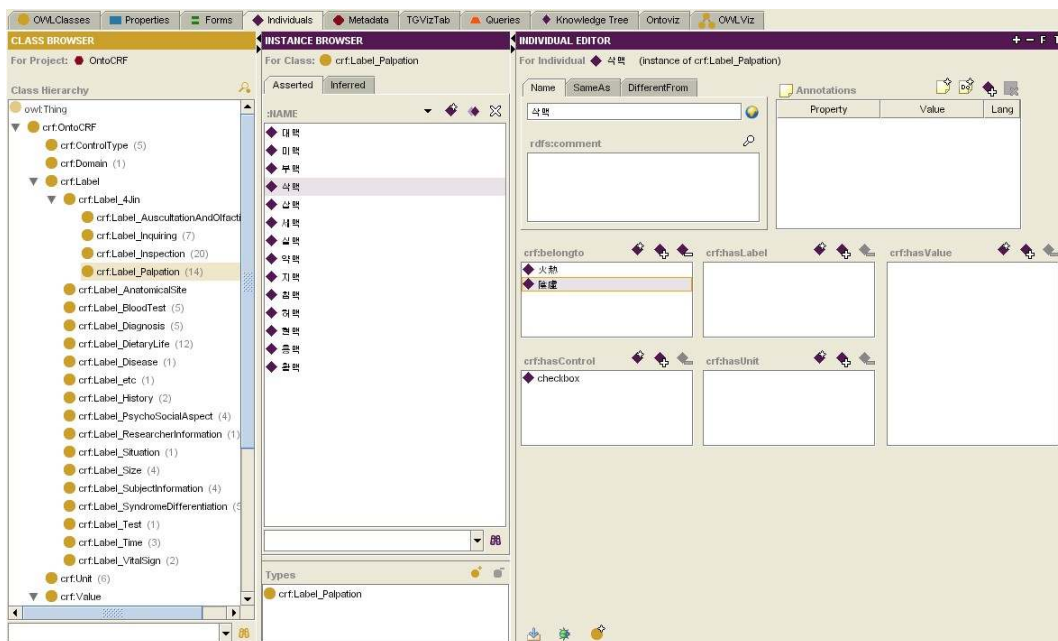 OWLClasses Properties Forms Individuals Metadata TGVizTab Queries Knowledge Tree Ontoviz OWLViz
CLASS BROWSER
For Project: OntoCRF
Class Hierarchy
owl:Thing
crf:OntoCRF
crf:ControlType (5)
crf:Domain (1)
crf:Label
crf:Label_4Jin
crf:Label_AuscultationAndOlfacti
crf:Label_Inquiring (7)
crf:Label_Inspection (20)
crf:Label_Palpation (14)
crf:Label_AnatomicalSite
crf:Label_BloodTest (5)
crf:Label_Diagnosis (5)
crf:Label_DietaryLife (12)
crf:Label_Disease (1)
crf:Label_etc (1)
crf:Label_History (2)
crf:Label_PsychoSocialAspect (4)
crf:Label_ResearcherInformation (1)
crf:Label_Situation (1)
crf:Label_Size (4)
crf:Label_SubjectInformation (4)
crf:Label_SyndromeDifferentiation (5
crf:Label_Test (1)
crf:Label_Time (3)
crf:Label_VitalSign (2)
crf:Unit (6)
crf:Value
INSTANCE BROWSER
For Class: crf:Label_Palpation
Asserted Inferred
:NAME
대맥
미맥
부맥
삭맥
삽맥
세맥
실맥
약맥
지맥
침맥
허맥
현맥
홍맥
활맥
Types
crf:Label_Palpation
INDIVIDUAL EDITOR + − F T
For Individual 삭맥 (instance of crf:Label_Palpation)
Name SameAs DifferentFrom
삭맥
rdfs:comment
Annotations
Property Value Lang
crf:belongto crf:hasLabel crf:hasValue
火熱
陰虛
crf:hasControl crf:hasUnit
checkbox